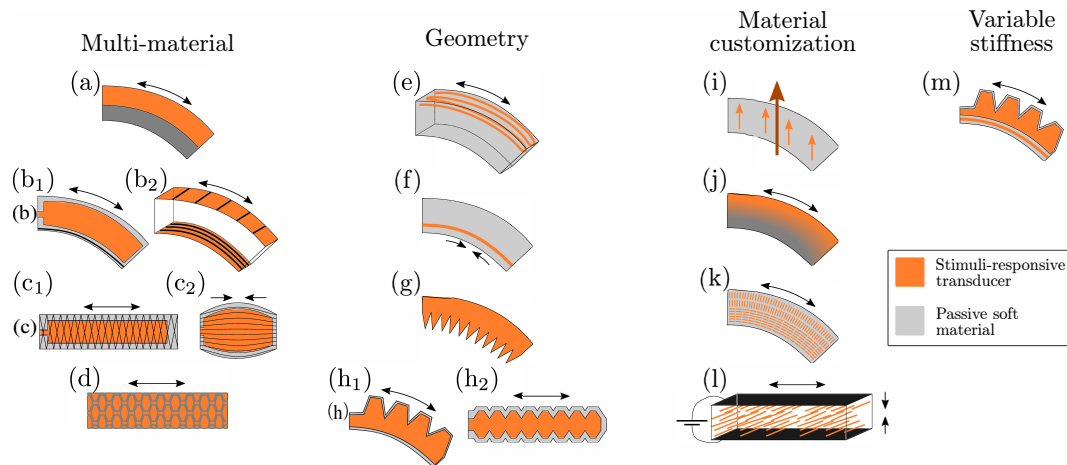 Multi-material
Geometry
Material
customization
Variable
stiffness
(a)
(e)
(i)
(m)
(b1)
(b2)
(b)
(f)
(j)
(c1)
(c2)
(c)
(g)
(k)
(d)
(h1)
(h2)
(h)
(l)
Stimuli-responsive
transducer
Passive soft
material